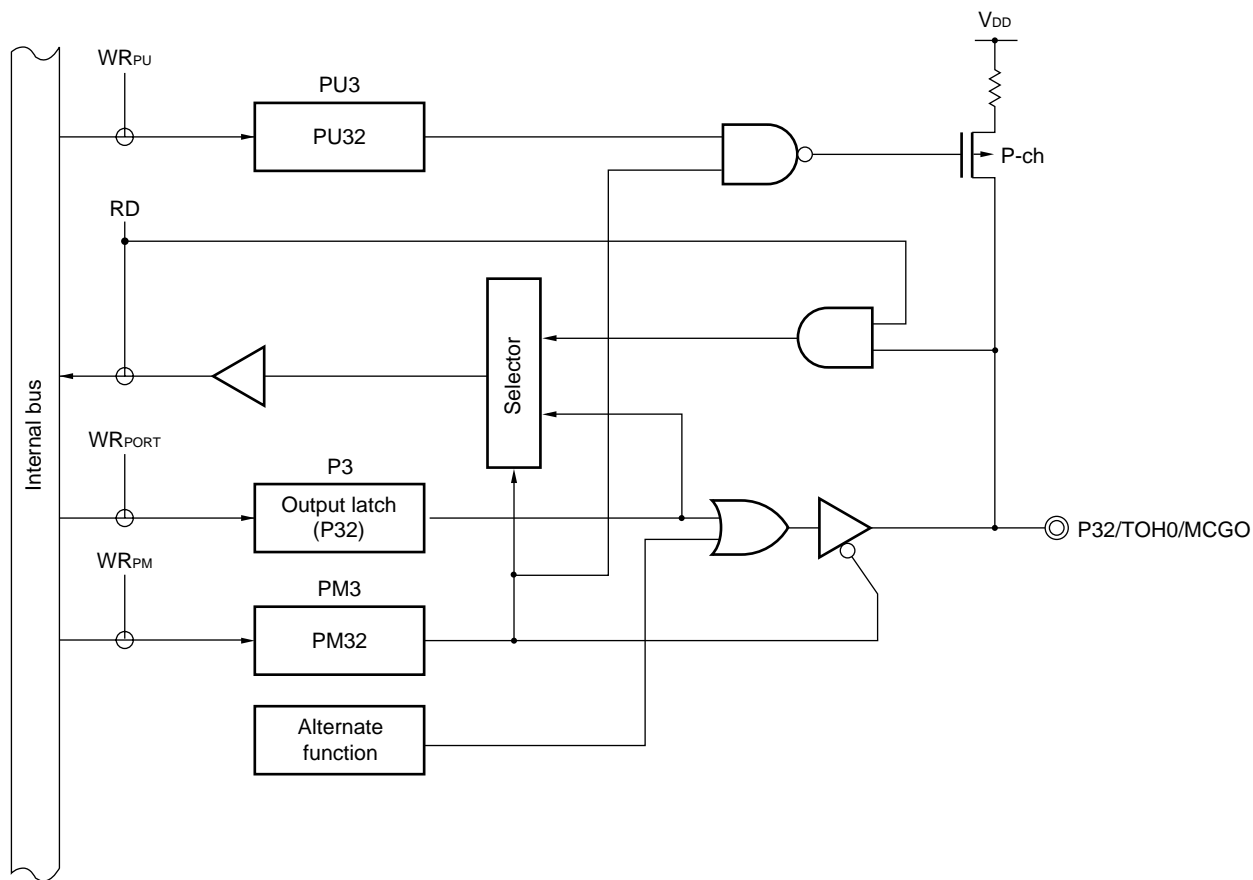 VDD
WRPU
PU3
PU32
P-ch
RD
Selector
Internal bus
WRPORT
P3
Output latch
(P32)
P32/TOH0/MCGO
WRPM
PM3
PM32
Alternate
function